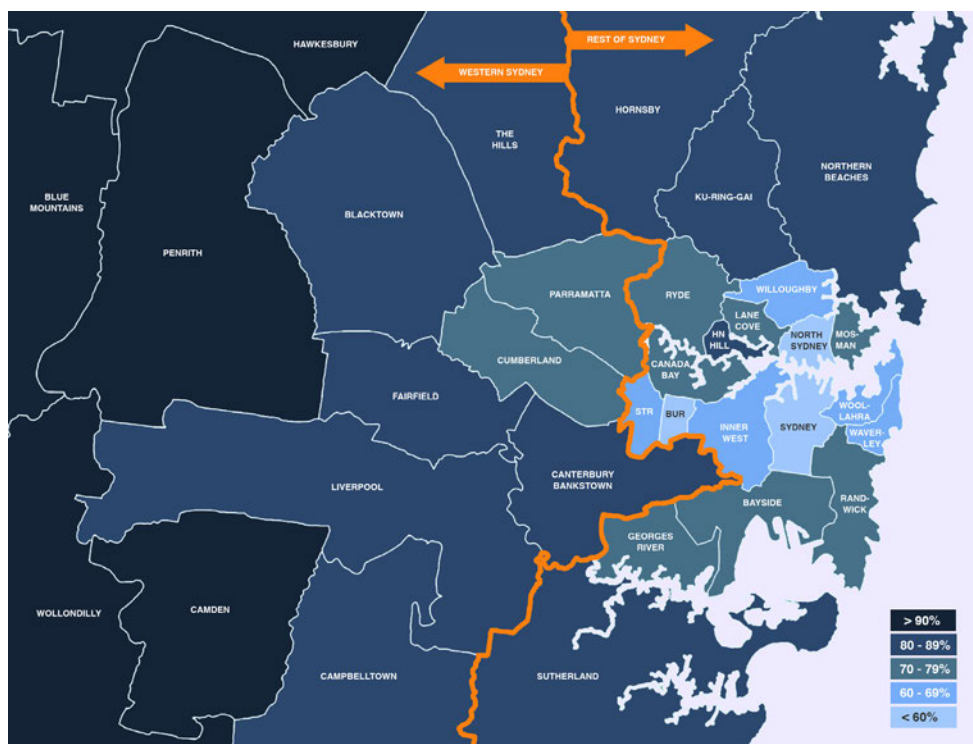 HAWKESBURY
REST OF SYDNEY
WESTERN SYDNEY
HORNSBY
THE
HILLS
NORTHERN
BEACHES
BLUE
MOUNTAINS
KU-RING-GAI
BLACKTOWN
PENRITH
WILLOUGHBY
PARRAMATTA
RYDE
LANE
COVE
HN
HILL
NORTH
SYDNEY
MOS-
MAN
CUMBERLAND
CANADA
BAY
FAIRFIELD
STR
BUR
INNER
WEST
SYDNEY
WOOL-
LAHRA
WAVER-
LEY
CANTERBURY
BANKSTOWN
LIVERPOOL
BAYSIDE
RAND-
WICK
GEORGES
RIVER
WOLLONDILLY
CAMDEN
CAMPBELLTOWN
SUTHERLAND
> 90%
80 - 89%
70 - 79%
60 - 69%
< 60%